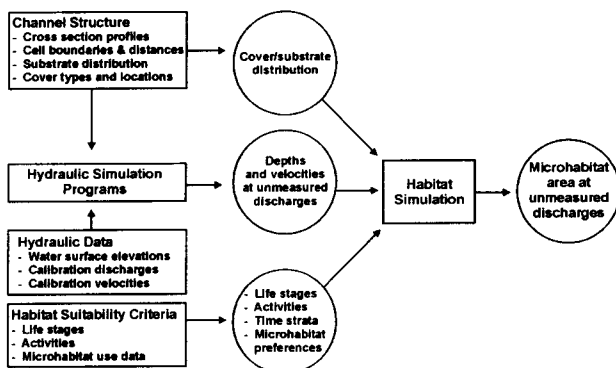 Channel Structure
- Cross section profiles
- Cell boundaries & distances
- Substrate distribution
- Cover types and locations
Cover/substrate
distribution
Hydraulic Simulation
Programs
Depths
and velocities
at unmeasured
discharges
Habitat
Simulation
Microhabitat
area at
unmeasured
discharges
Hydraulic Data
- Water surface elevations
- Calibration discharges
- Calibration velocities
Habitat Suitability Criteria
- Life stages
- Activities
- Microhabitat use data
- Life stages
- Activities
- Time strata
- Microhabitat
preferences